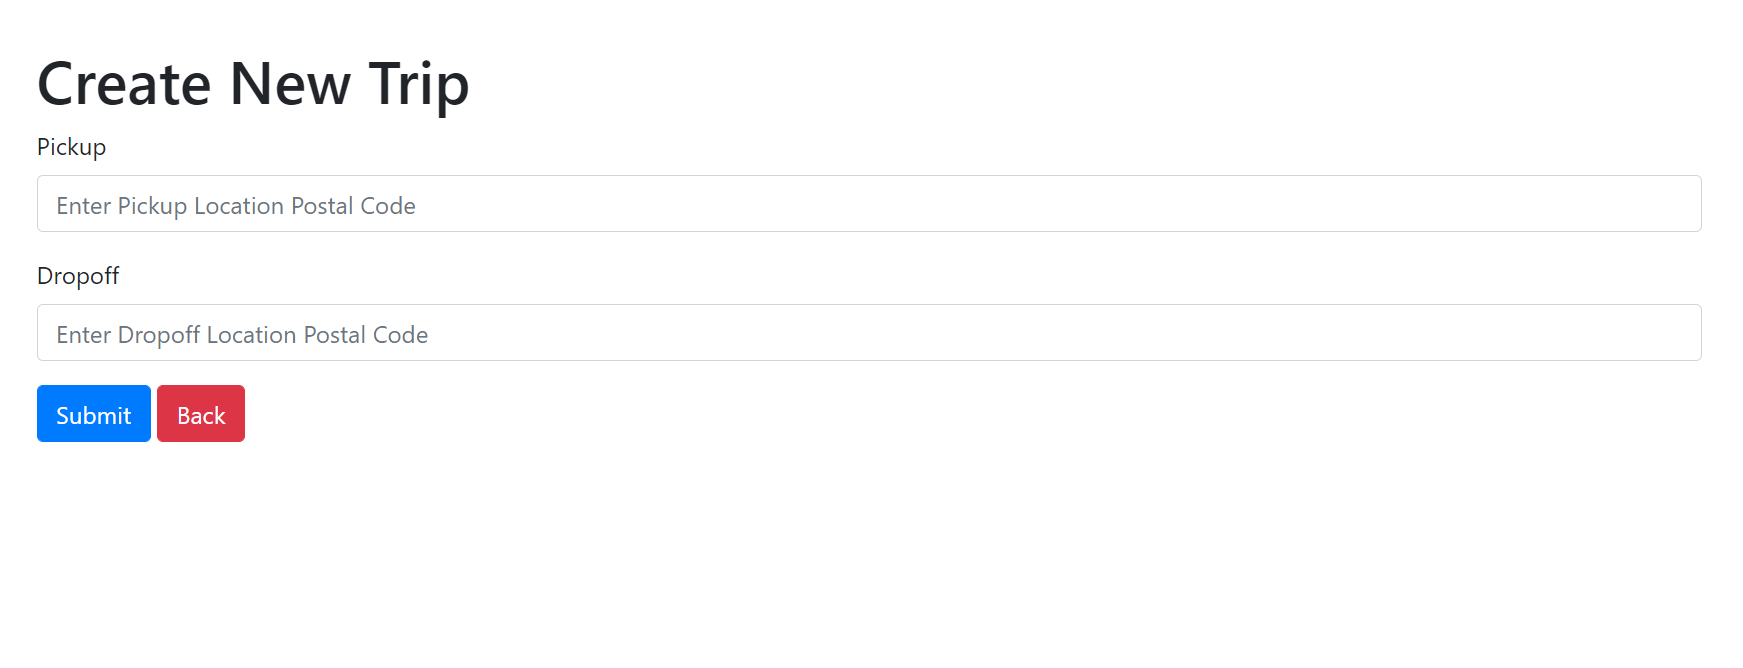 Create New Trip
Pickup
Enter Pickup Location Postal Code
Dropoff
Enter Dropoff Location Postal Code
Submit Back